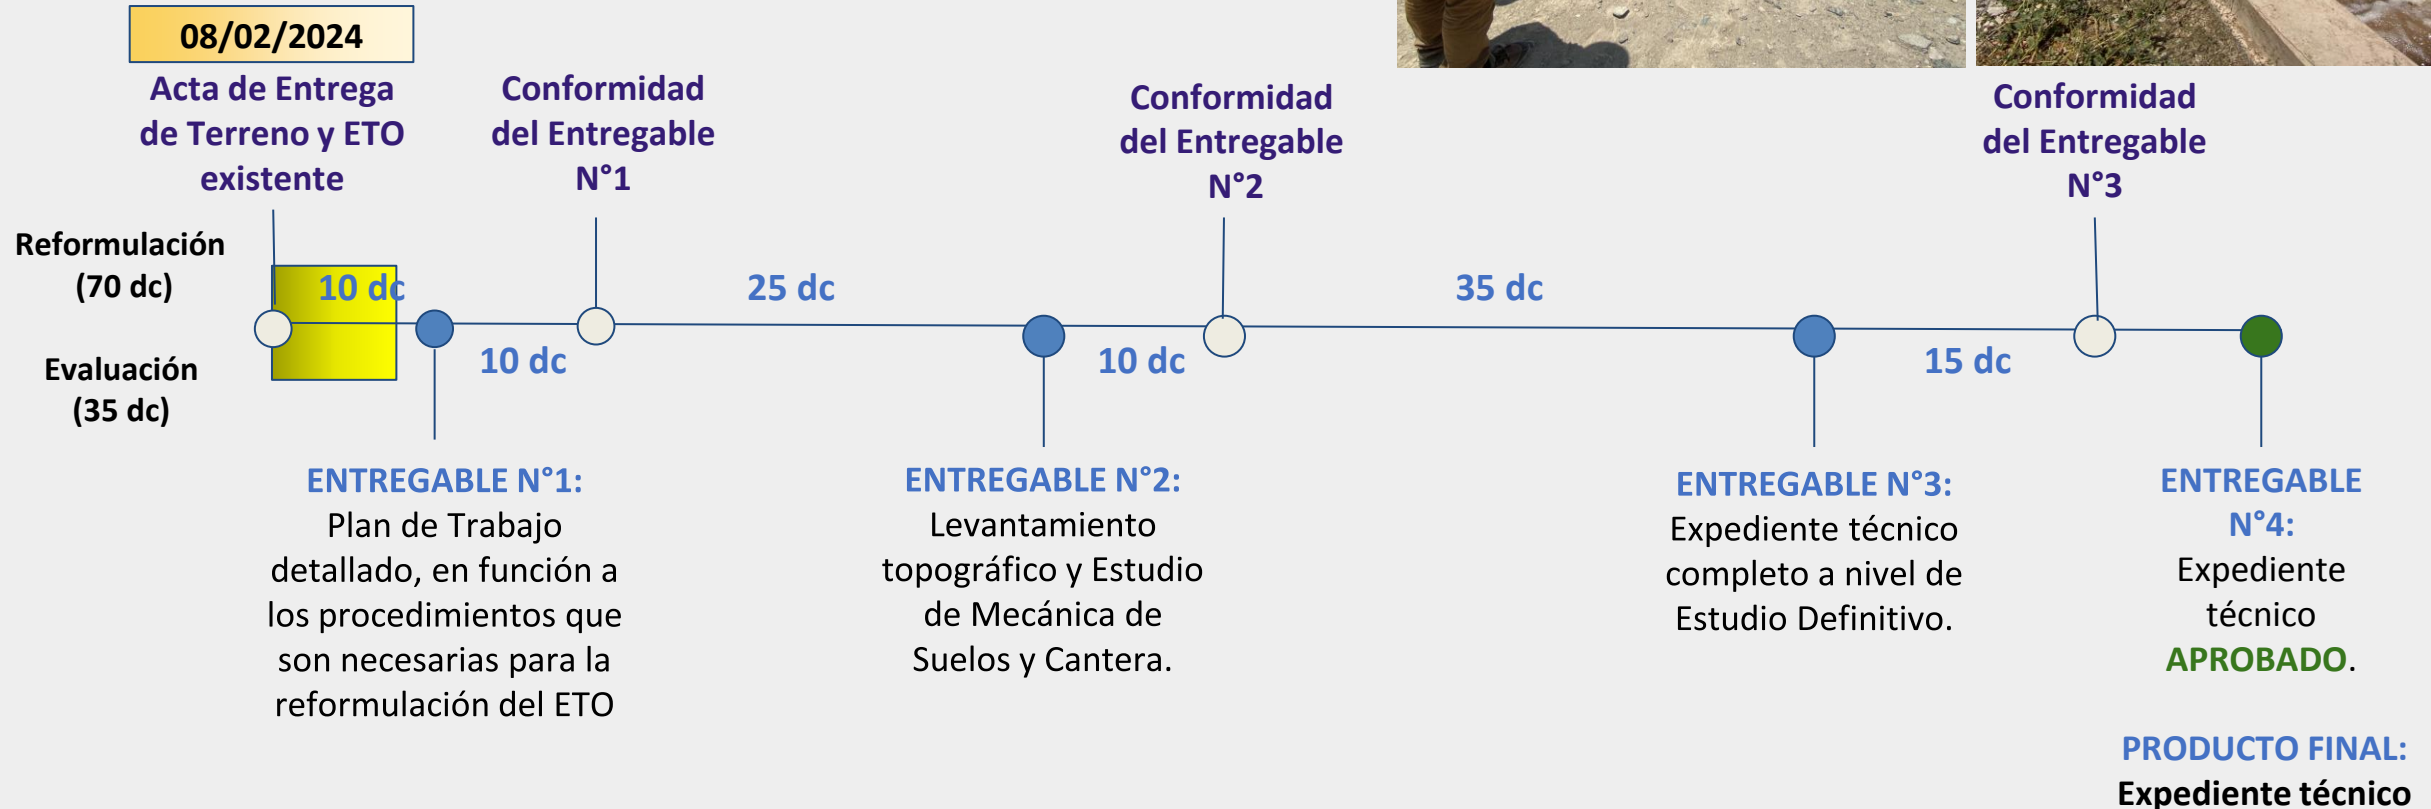 08/02/2024
Acta de Entrega
de Terreno y ETO
existente
Conformidad
del Entregable
N°1
Conformidad
del Entregable
N°2
Conformidad
del Entregable
N°3
Reformulación
(70 dc)
10 dc
25 dc
35 dc
Evaluación
(35 dc)
10 dc
10 dc
15 dc
ENTREGABLE N°1:
Plan de Trabajo
detallado, en función a
los procedimientos que
son necesarias para la
reformulación del ETO
ENTREGABLE N°2:
Levantamiento
topográfico y Estudio
de Mecánica de
Suelos y Cantera.
ENTREGABLE N°3:
Expediente técnico
completo a nivel de
Estudio Definitivo.
ENTREGABLE
N°4:
Expediente
técnico
APROBADO.
PRODUCTO FINAL:
Expediente técnico